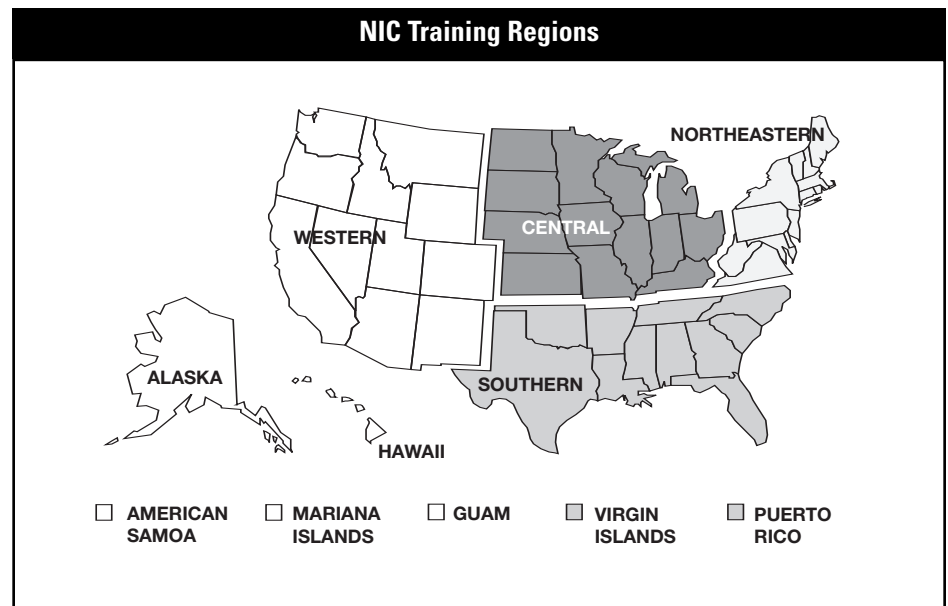 NIC Training Regions
NORTHEASTERN
CENTRAL
WESTERN
ALASKA
SOUTHERN
HAWAII
AMERICAN
SAMOA
MARIANA
ISLANDS
GUAM
VIRGIN
ISLANDS
PUERTO
RICO